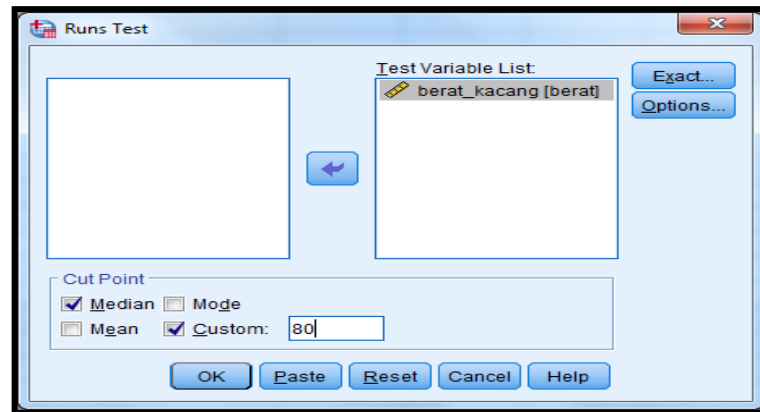 Runs Test
Test Variable List:
berat_kacang [berat]
Exact...
Options...
Cut Point
Median Mode
Mean Custom: 80
OK Paste Reset Cancel Help